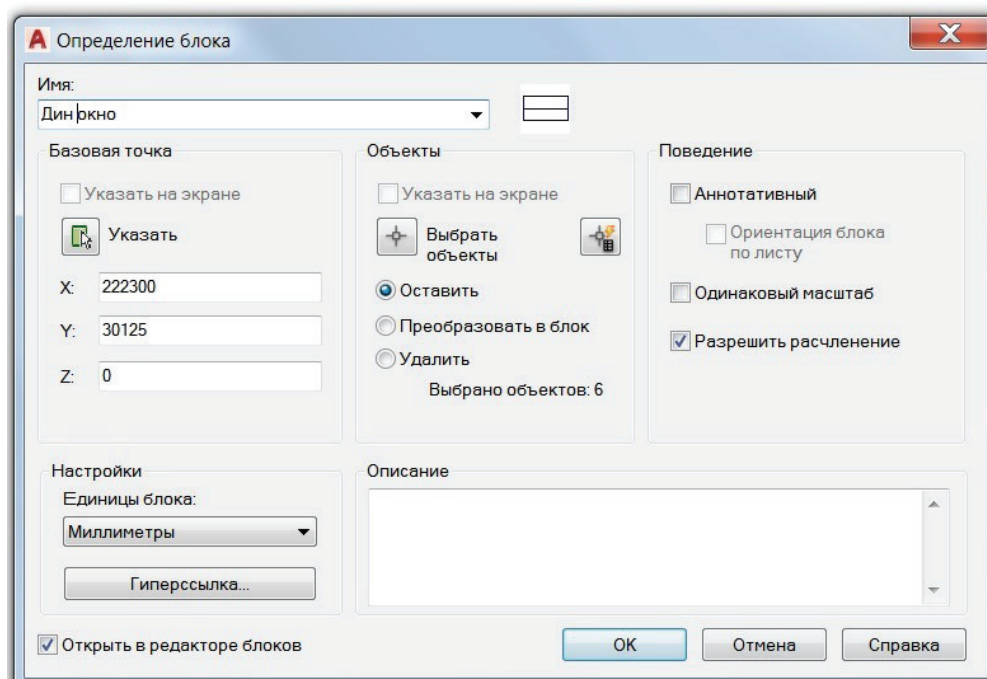 Определение блока
Имя:
Дин окно
Базовая точка
Указать на экране
Указать
X: 222300
Y: 30125
Z: 0
Объекты
Указать на экране
Выбрать
объекты
Оставить
Преобразовать в блок
Удалить
Выбрано объектов: 6
Поведение
Аннотативный
Ориентация блока
по листу
Одинаковый масштаб
Разрешить расчленение
Настройки
Единицы блока:
Миллиметры
Гиперссылка...
Описание
Открыть в редакторе блоков
OK
Отмена
Справка